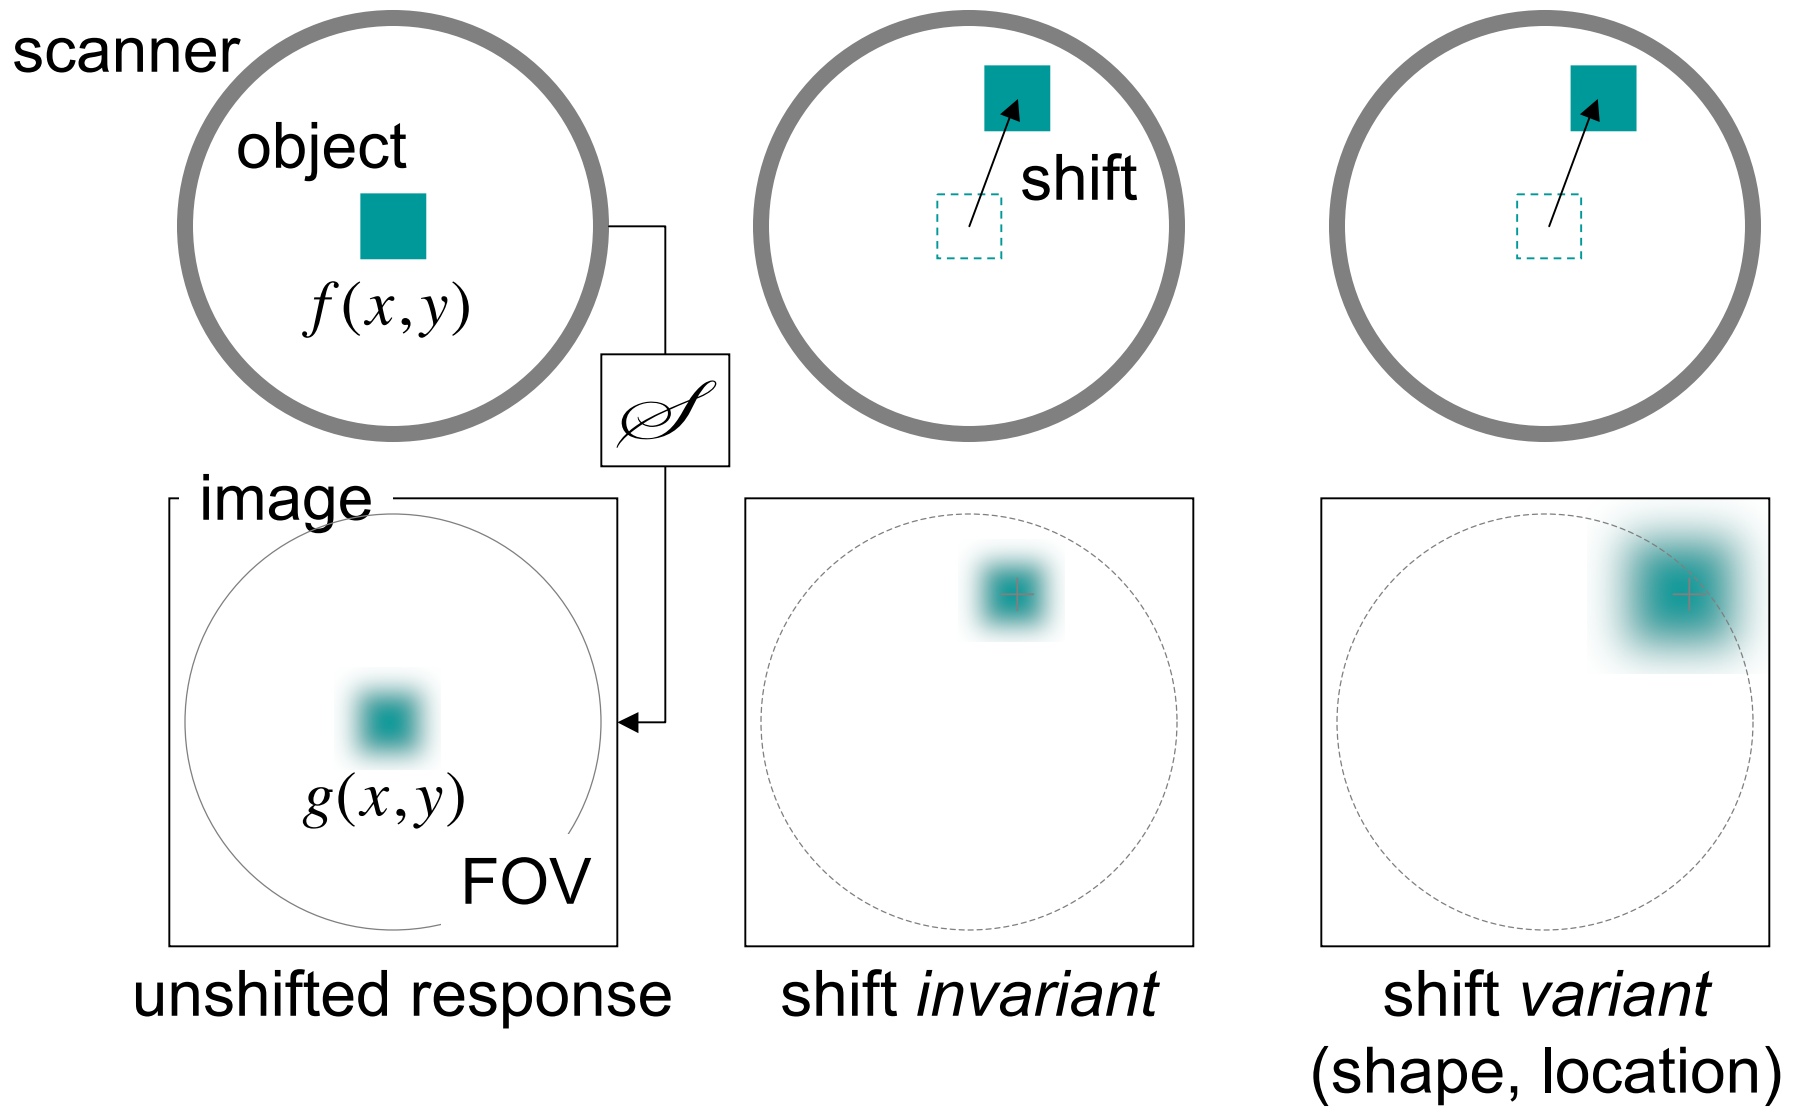 scanner
object
f(x,y)
shift
𝒮
image
g(x,y)
FOV
unshifted response
shift invariant
shift variant
(shape, location)